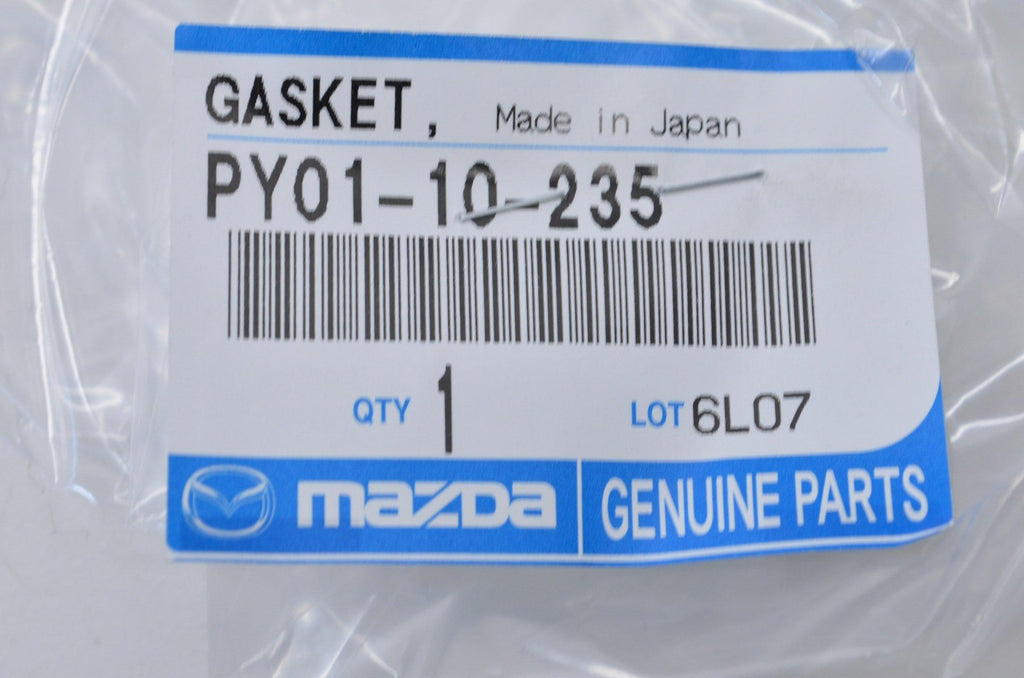 GASKET, Made in Japan
PY01-10-235
QTY 1 LOT 6L07
mazda GENUINE PARTS